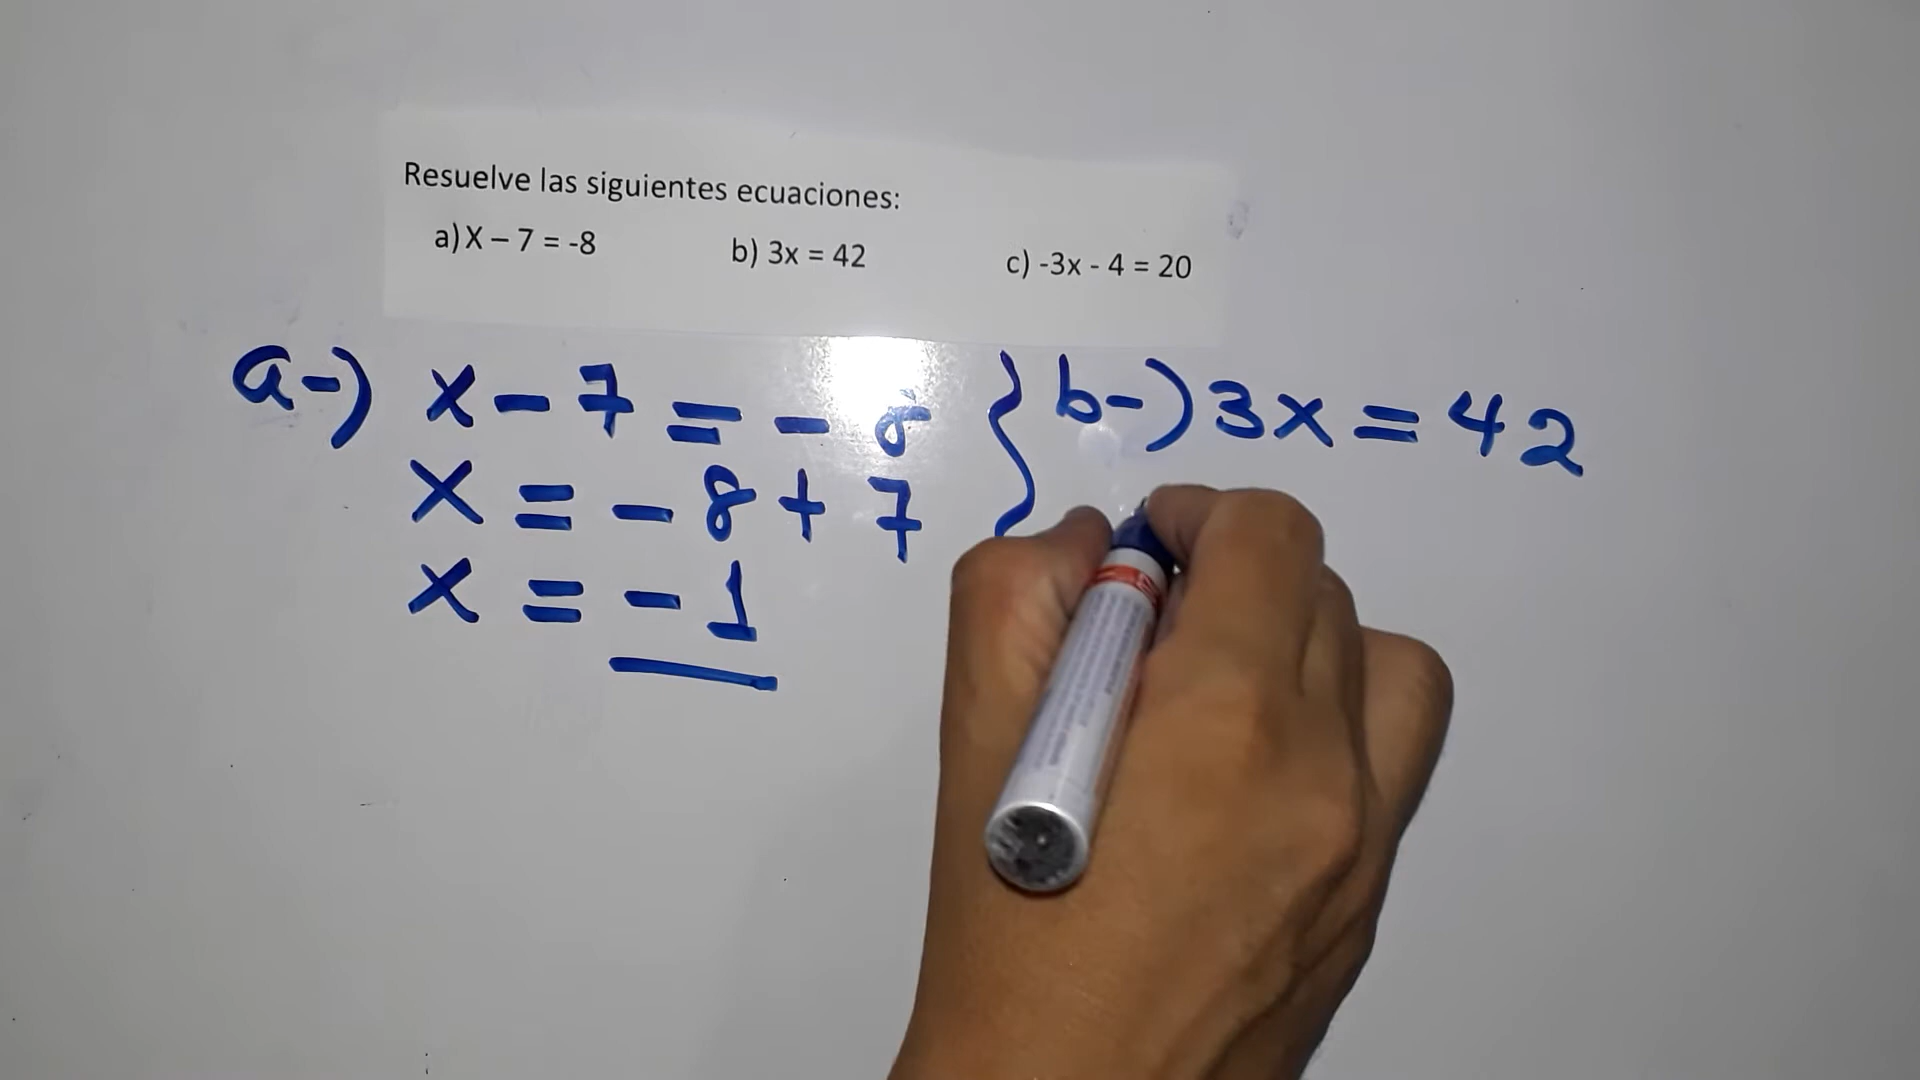 Resuelve las siguientes ecuaciones:
a) X – 7 = -8 b) 3x = 42 c) -3x - 4 = 20
a-) x - 7 = - 8 } b-) 3x = 42
x = - 8 + 7
x = - 1